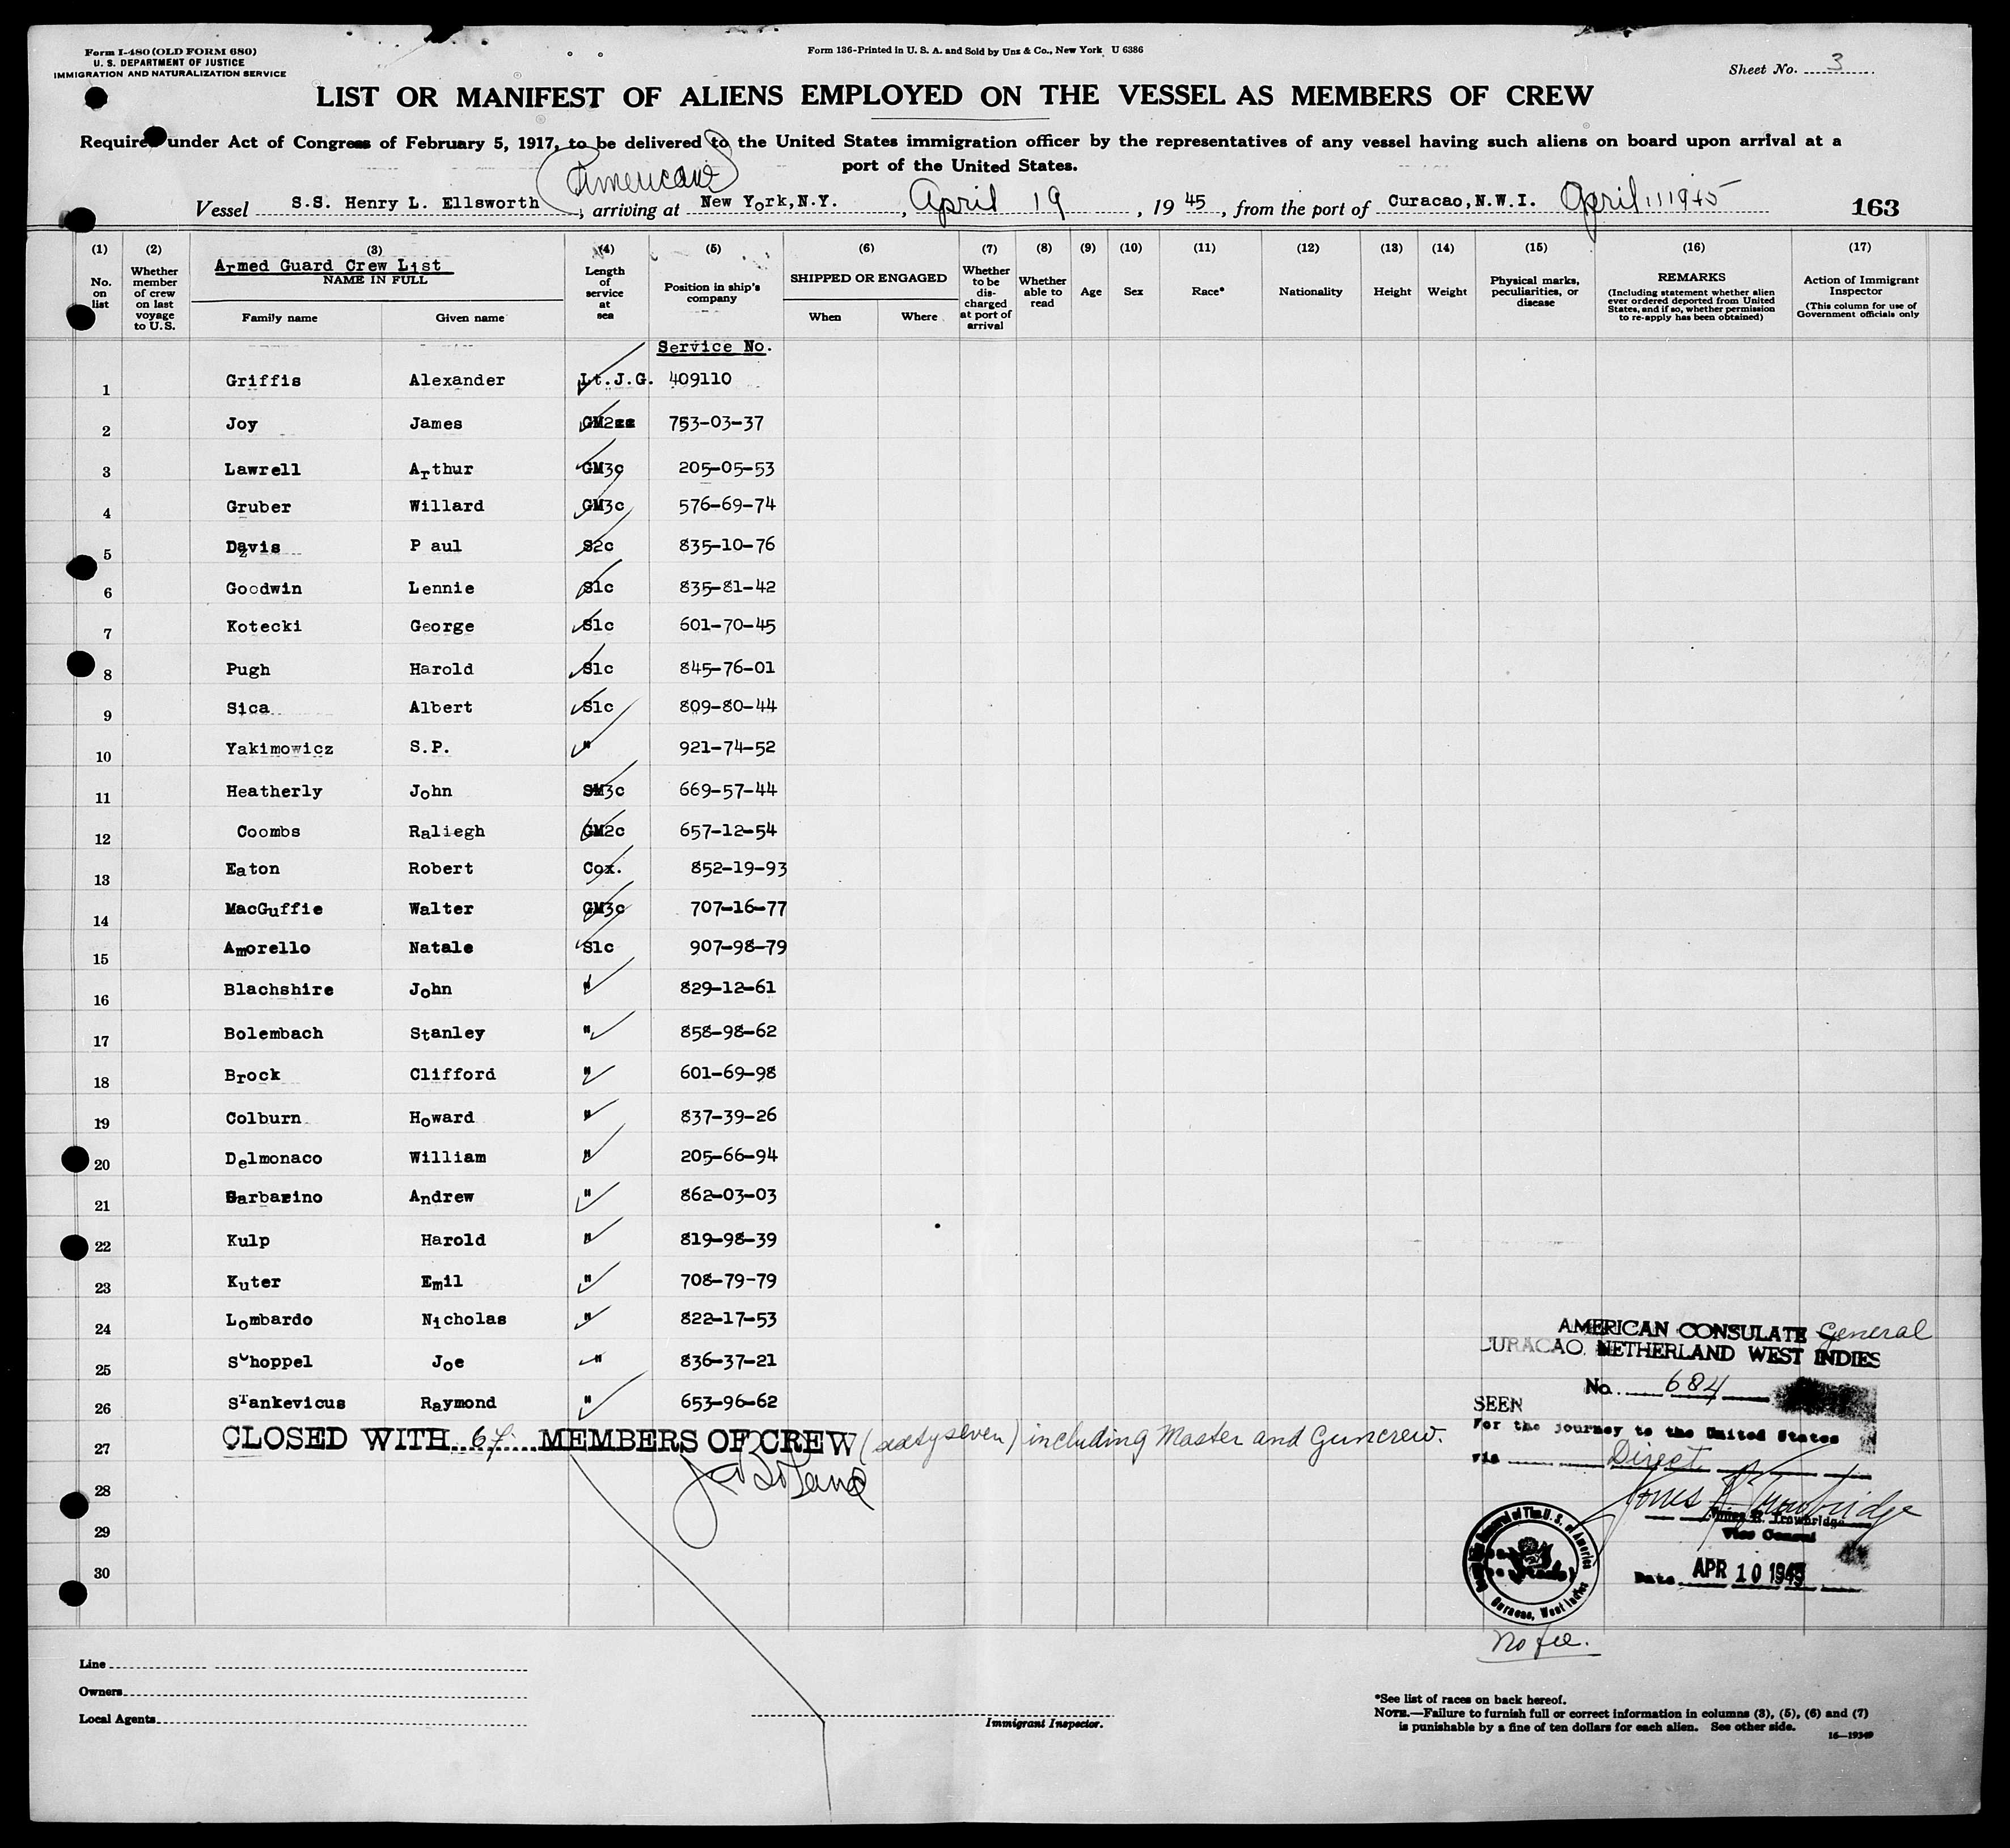 Form I-480 (OLD FORM 680)
U. S. DEPARTMENT OF JUSTICE
IMMIGRATION AND NATURALIZATION SERVICE
Form 136-Printed in U. S. A. and Sold by Unz & Co., New York U 6386
Sheet No. 3
LIST OR MANIFEST OF ALIENS EMPLOYED ON THE VESSEL AS MEMBERS OF CREW
Required under Act of Congress of February 5, 1917, to be delivered to the United States immigration officer by the representatives of any vessel having such aliens on board upon arrival at a
port of the United States.
American
Vessel S.S. Henry L. Ellsworth, arriving at New York,N.Y., April 19, 1945, from the port of Curacao,N.W.I. April 11 1945 163
(1) (2) (3) (4) (5) (6) (7) (8) (9) (10) (11) (12) (13) (14) (15) (16) (17)
No. on list
Whether member of crew on last voyage to U.S.
Armed Guard Crew List
NAME IN FULL
Family name Given name
Length of service at sea
Position in ship's company
SHIPPED OR ENGAGED
When Where
Whether to be discharged at port of arrival
Whether able to read
Age
Sex
Race*
Nationality
Height
Weight
Physical marks, peculiarities, or disease
REMARKS
(Including statement whether alien ever ordered deported from United States, and if so, whether permission to re-apply has been obtained)
Action of Immigrant Inspector
(This column for use of Government officials only
Service No.
1 Griffis Alexander Lt.J.G. 409110
2 Joy James GM2 753-03-37
3 Lawrell Arthur GM3c 205-05-53
4 Gruber Willard GM3c 576-69-74
5 Davis P aul S2c 835-10-76
6 Goodwin Lennie S1c 835-81-42
7 Kotecki George S1c 601-70-45
8 Pugh Harold S1c 845-76-01
9 Sica Albert S1c 809-80-44
10 Yakimowicz S.P. " 921-74-52
11 Heatherly John SM3c 669-57-44
12 Coombs Raliegh GM2c 657-12-54
13 Eaton Robert Cox. 852-19-93
14 MacGuffie Walter GM3c 707-16-77
15 Amorello Natale S1c 907-98-79
16 Blachshire John " 829-12-61
17 Bolembach Stanley " 858-98-62
18 Brock Clifford " 601-69-98
19 Colburn Howard " 837-39-26
20 Delmonaco William " 205-66-94
21 Garbarino Andrew " 862-03-03
22 Kulp Harold " 819-98-39
23 Kuter Emil " 708-79-79
24 Lombardo Nicholas " 822-17-53
25 Schoppel Joe " 836-37-21
26 STankevicus Raymond " 653-96-62
27 CLOSED WITH 67 MEMBERS OF CREW (sixtyseven) including Master and Guncrew.
28
29
30
AMERICAN CONSULATE General
CURACAO, NETHERLAND WEST INDIES
No. 684
SEEN
For the journey to the United States
via Direct
Jones R. Trowbridge
Jones R. Trowbridge
Vice Consul
Date APR 10 1945
Curacao, West Indies
No fee.
Line
Owners
Local Agents
Immigrant Inspector.
*See list of races on back hereof.
NOTE.—Failure to furnish full or correct information in columns (3), (5), (6) and (7)
is punishable by a fine of ten dollars for each alien. See other side.
16—19349